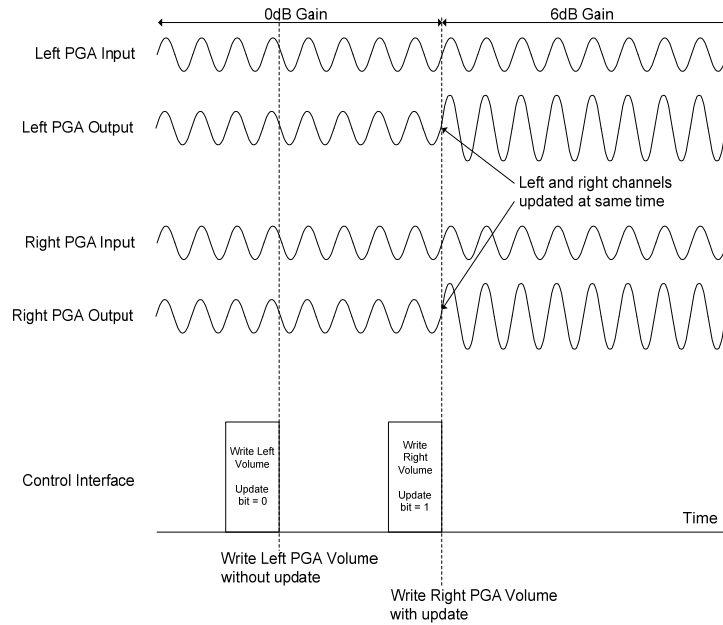 0dB Gain
6dB Gain
Left PGA Input
Left PGA Output
Left and right channels
updated at same time
Right PGA Input
Right PGA Output
Control Interface
Write Left
Volume
Update
bit = 0
Write
Right
Volume
Update
bit = 1
Time
Write Left PGA Volume
without update
Write Right PGA Volume
with update